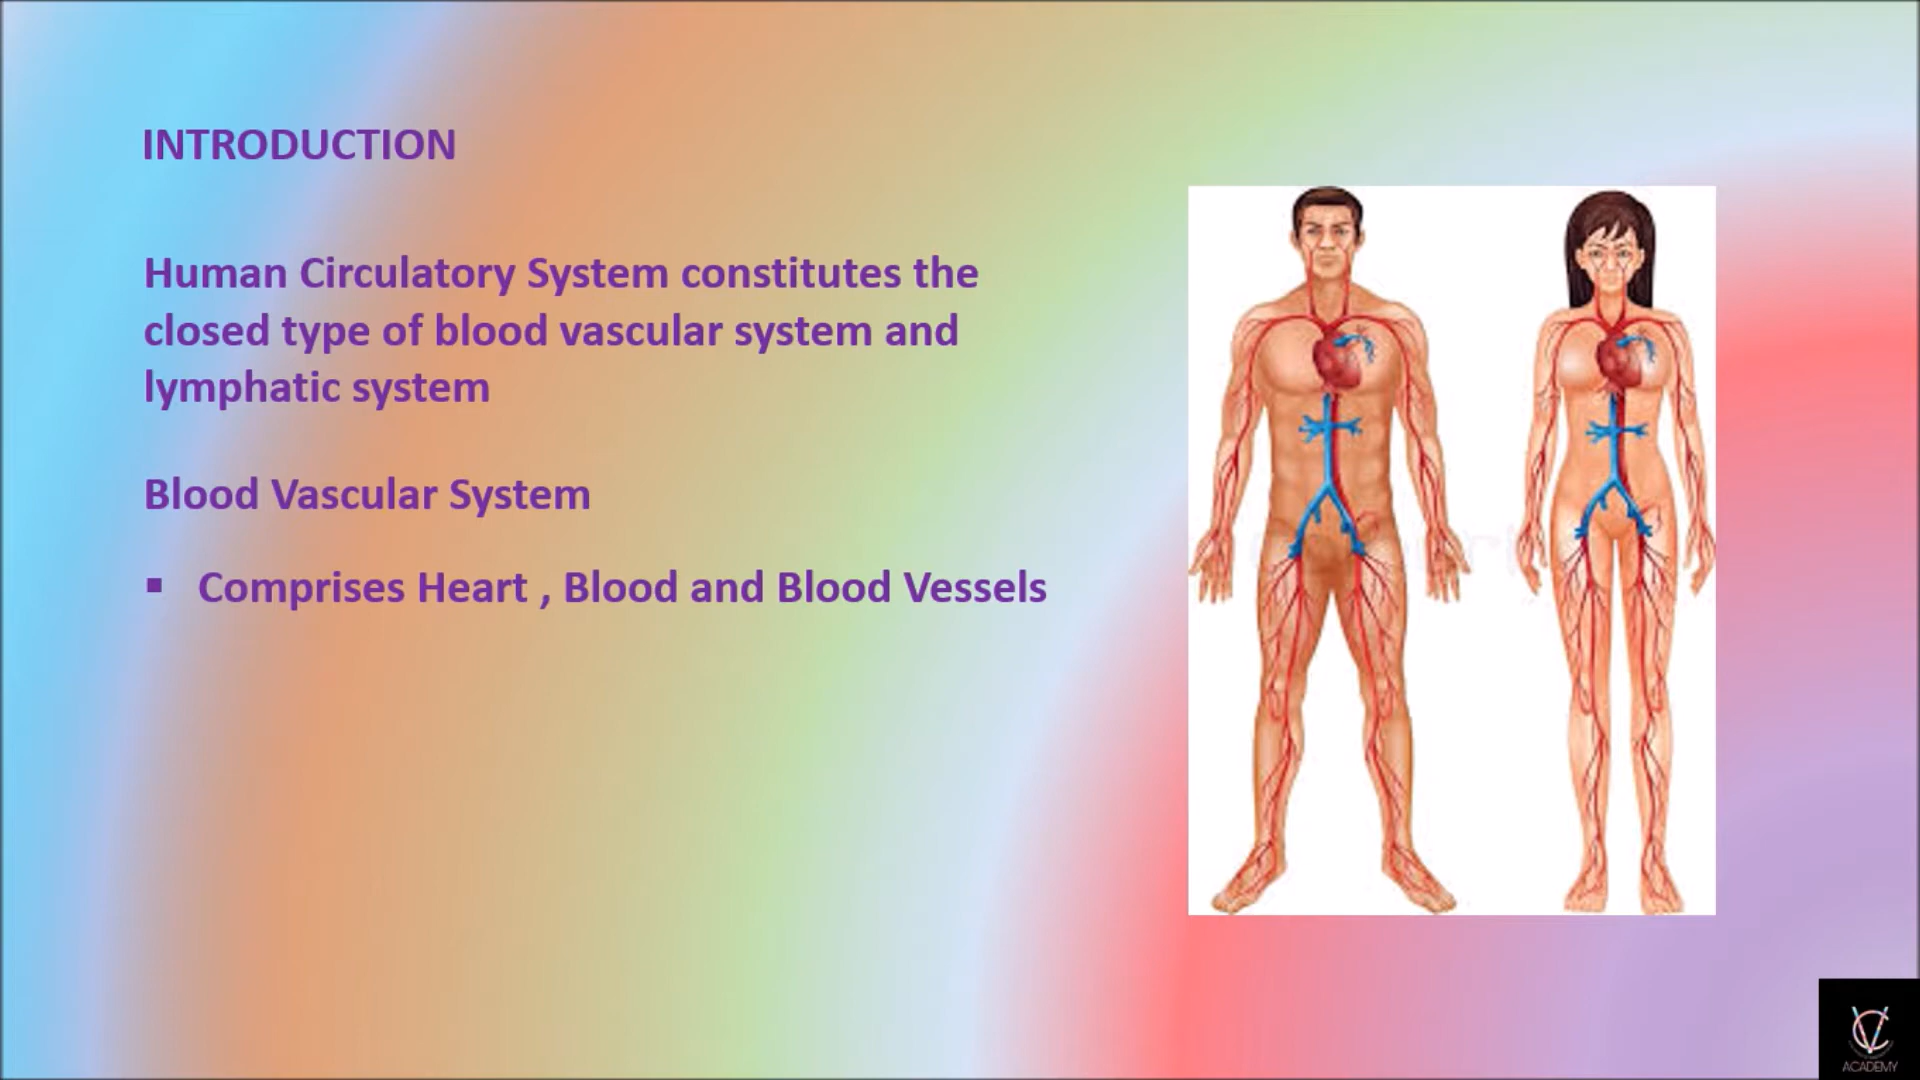 INTRODUCTION
Human Circulatory System constitutes the
closed type of blood vascular system and
lymphatic system
Blood Vascular System
▪ Comprises Heart , Blood and Blood Vessels
VC
ACADEMY